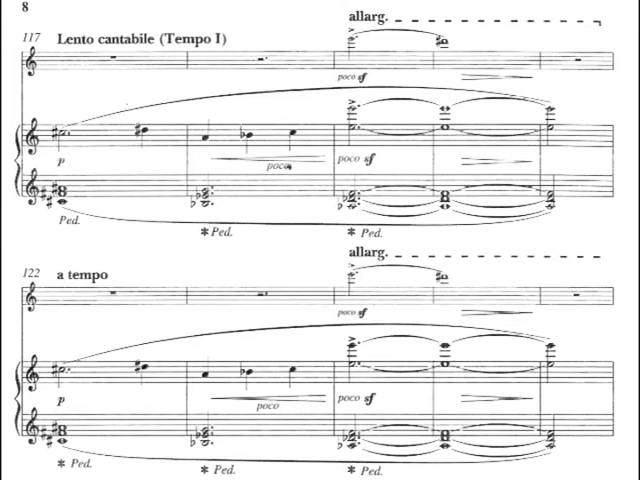 8
allarg.
117 Lento cantabile (Tempo I)
poco sf
p poco poco sf
Ped.
* Ped. * Ped.
allarg.
122 a tempo
poco sf
p poco poco sf
* Ped. * Ped. * Ped.